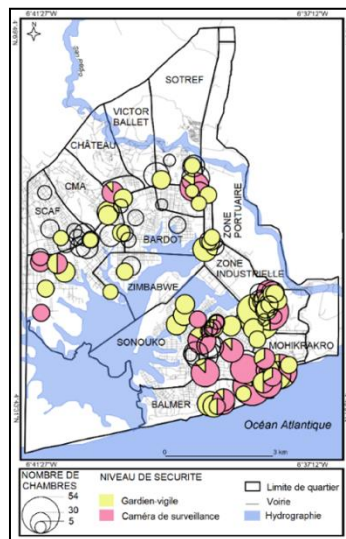 6°41'27"W
6°37'12"W
SOTREF
VICTOR
BALLET
CHÂTEAU
CMA
SCAF
BARDOT
ZONE
PORTUAIRE
ZONE
INDUSTRIELLE
ZIMBABWE
SONOUKO
MOHIKRAKRO
BALMER
Océan Atlantique
0 3 km
6°41'27"W
6°37'12"W
NOMBRE DE
CHAMBRES
54
30
5
NIVEAU DE SECURITE
Gardien-vigile
Caméra de surveillance
Limite de quartier
Voirie
Hydrographie